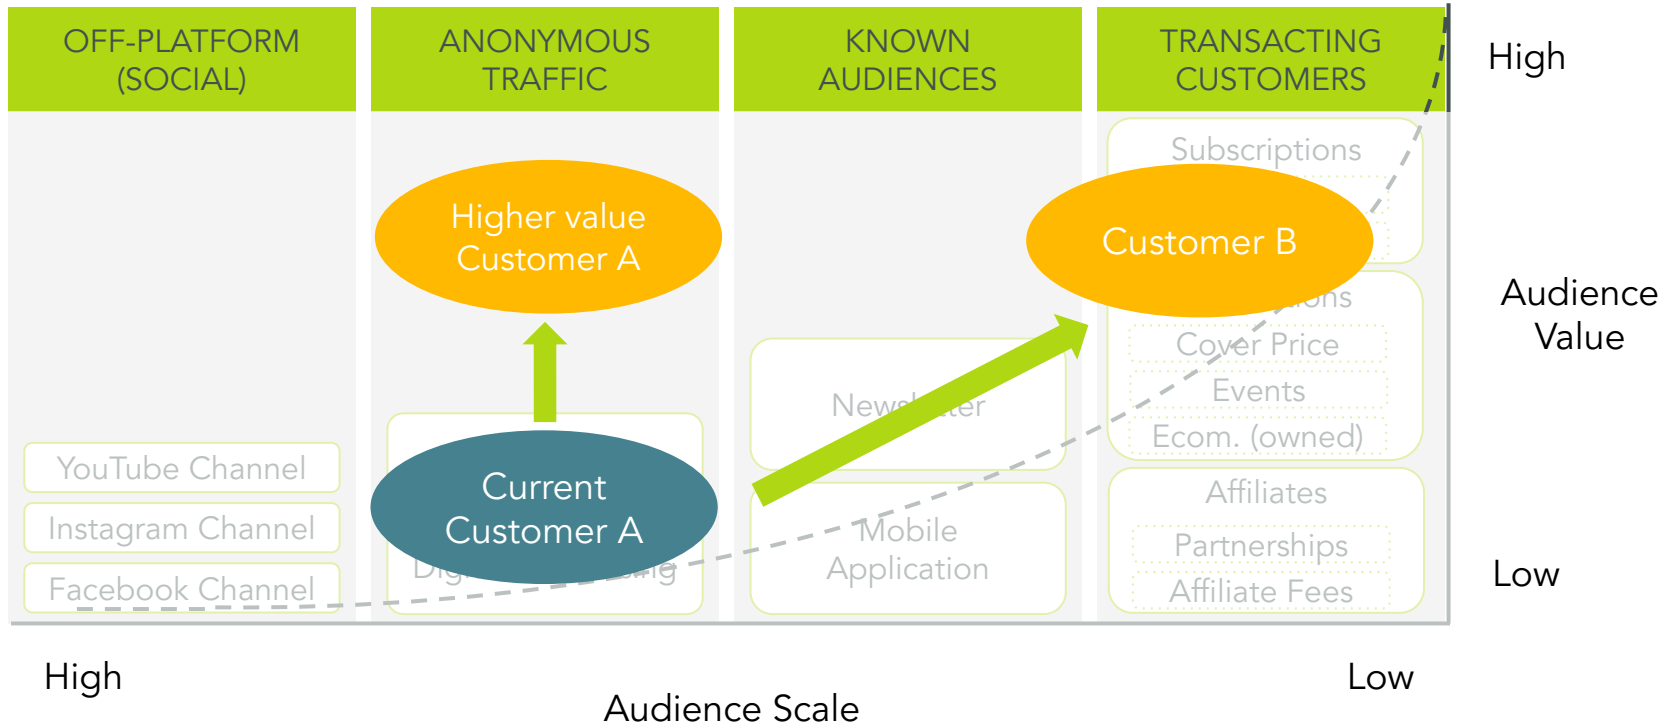 OFF-PLATFORM
(SOCIAL)
ANONYMOUS
TRAFFIC
KNOWN
AUDIENCES
TRANSACTING
CUSTOMERS
High
Audience
Value
Low
YouTube Channel
Instagram Channel
Facebook Channel
Higher value
Customer A
Current
Customer A
Newsletter
Mobile
Application
Subscriptions
Customer B
Cover Price
Events
Ecom. (owned)
Affiliates
Partnerships
Affiliate Fees
High
Low
Audience Scale